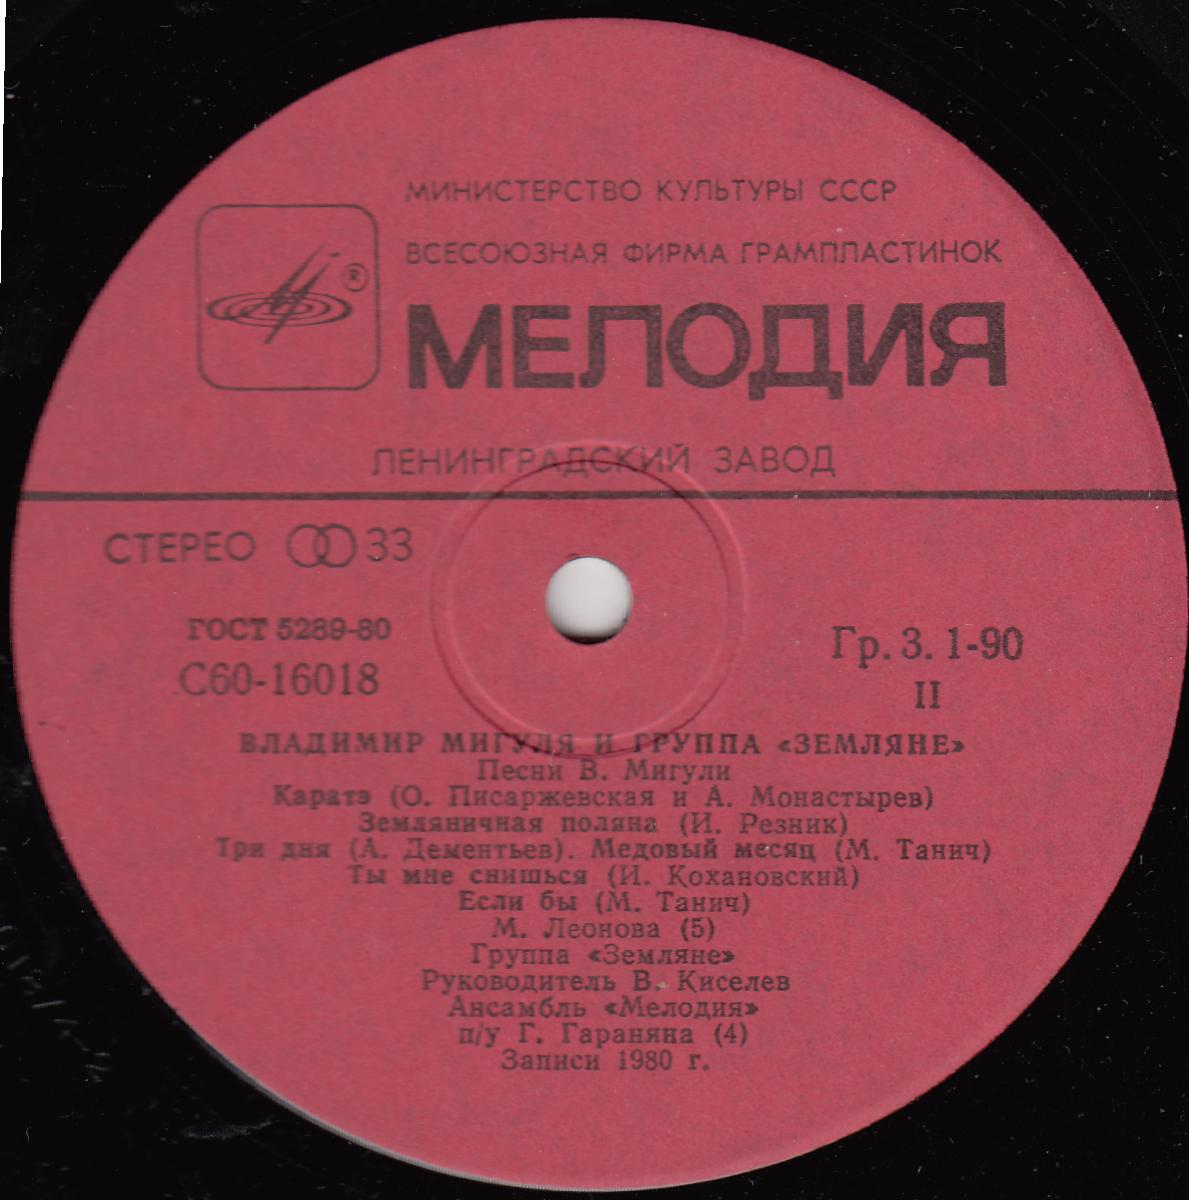 МИНИСТЕРСТВО КУЛЬТУРЫ СССР
ВСЕСОЮЗНАЯ ФИРМА ГРАМПЛАСТИНОК
®
МЕЛОДИЯ
ЛЕНИНГРАДСКИЙ ЗАВОД
СТЕРЕО 33
ГОСТ 5289-80
С60-16018
Гр. 3. 1-90
II
ВЛАДИМИР МИГУЛЯ И ГРУППА «ЗЕМЛЯНЕ»
Песни В. Мигули
Каратэ (О. Писаржевская и А. Монастырев)
Земляничная поляна (И. Резник)
Три дня (А. Дементьев). Медовый месяц (М. Танич)
Ты мне снишься (И. Кохановский)
Если бы (М. Танич)
М. Леонова (5)
Группа «Земляне»
Руководитель В. Киселев
Ансамбль «Мелодия»
п/у Г. Гараняна (4)
Записи 1980 г.